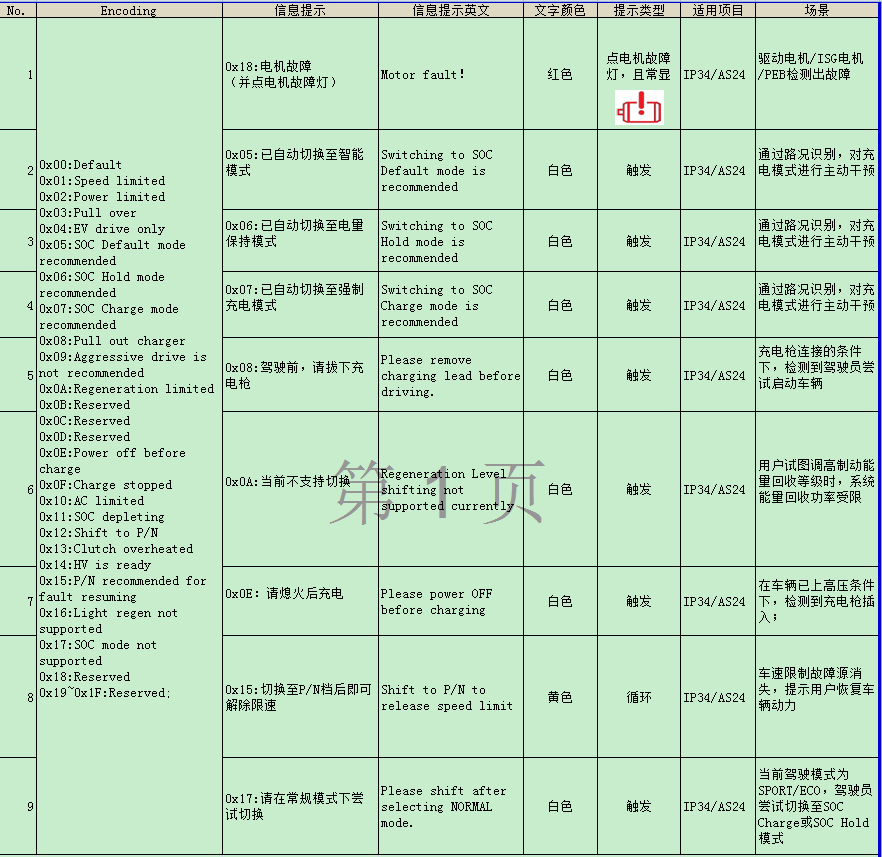 No. Encoding 信息提示 信息提示英文 文字颜色 提示类型 适用项目 场景
0x00:Default
0x01:Speed limited
0x02:Power limited
0x03:Pull over
0x04:EV drive only
0x05:SOC Default mode
recommended
0x06:SOC Hold mode
recommended
0x07:SOC Charge mode
recommended
0x08:Pull out charger
0x09:Aggressive drive is
not recommended
0x0A:Regeneration limited
0x0B:Reserved
0x0C:Reserved
0x0D:Reserved
0x0E:Power off before
charge
0x0F:Charge stopped
0x10:AC limited
0x11:SOC depleting
0x12:Shift to P/N
0x13:Clutch overheated
0x14:HV is ready
0x15:P/N recommended for
fault resuming
0x16:Light regen not
supported
0x17:SOC mode not
supported
0x18:Reserved
0x19~0x1F:Reserved;
1
0x18:电机故障
（并点电机故障灯）
Motor fault！
红色
点电机故障
灯，且常显
IP34/AS24
驱动电机/ISG电机
/PEB检测出故障
2
0x05:已自动切换至智能
模式
Switching to SOC
Default mode is
recommended
白色
触发
IP34/AS24
通过路况识别，对充
电模式进行主动干预
3
0x06:已自动切换至电量
保持模式
Switching to SOC
Hold mode is
recommended
白色
触发
IP34/AS24
通过路况识别，对充
电模式进行主动干预
4
0x07:已自动切换至强制
充电模式
Switching to SOC
Charge mode is
recommended
白色
触发
IP34/AS24
通过路况识别，对充
电模式进行主动干预
5
0x08:驾驶前，请拔下充
电枪
Please remove
charging lead before
driving.
白色
触发
IP34/AS24
充电枪连接的条件
下，检测到驾驶员尝
试启动车辆
6
0x0A:当前不支持切换
Regeneration Level
shifting not
supported currently
白色
触发
IP34/AS24
用户试图调高制动能
量回收等级时，系统
能量回收功率受限
第 1 页
7
0x0E：请熄火后充电
Please power OFF
before charging
白色
触发
IP34/AS24
在车辆已上高压条件
下，检测到充电枪插
入；
8
0x15:切换至P/N档后即可
解除限速
Shift to P/N to
release speed limit
黄色
循环
IP34/AS24
车速限制故障源消
失，提示用户恢复车
辆动力
9
0x17:请在常规模式下尝
试切换
Please shift after
selecting NORMAL
mode.
白色
触发
IP34/AS24
当前驾驶模式为
SPORT/ECO，驾驶员
尝试切换至SOC
Charge或SOC Hold
模式